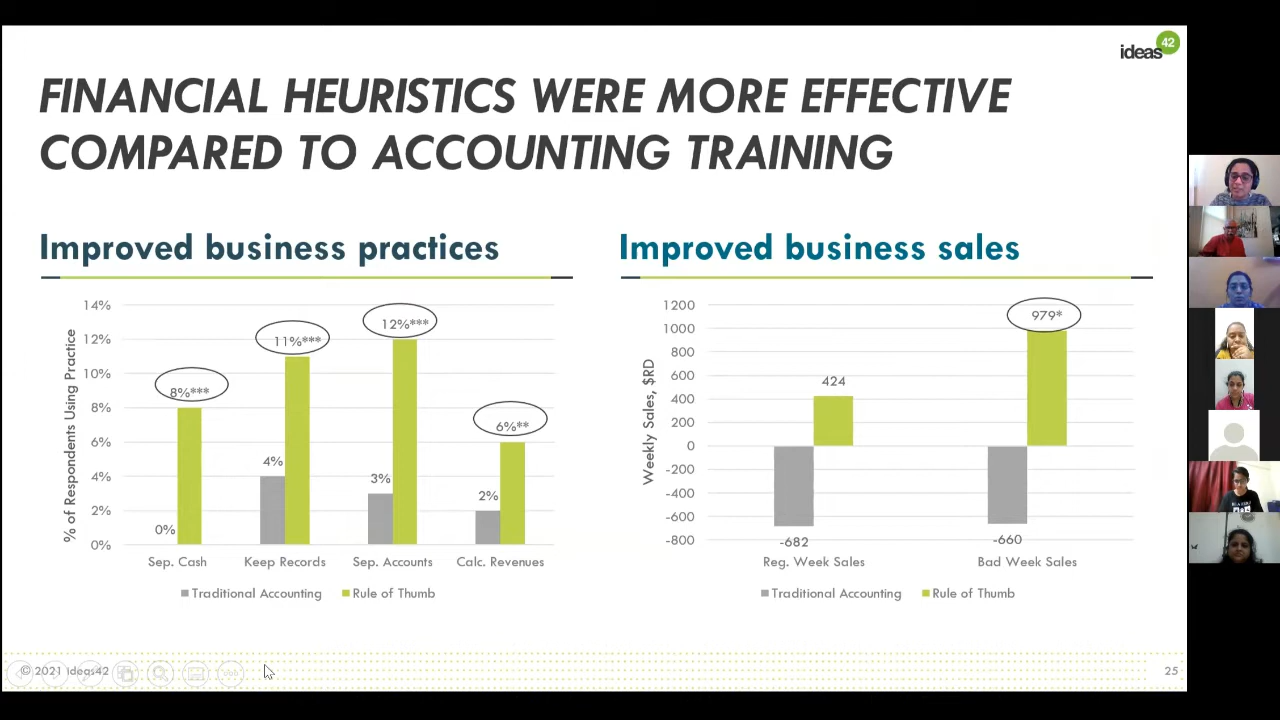 ideas
42
FINANCIAL HEURISTICS WERE MORE EFFECTIVE
COMPARED TO ACCOUNTING TRAINING
Improved business practices
% of Respondents Using Practice
14%
12%
10%
8%
6%
4%
2%
0%
0%
8%***
4%
11%***
3%
12%***
2%
6%**
Sep. Cash
Keep Records
Sep. Accounts
Calc. Revenues
Traditional Accounting
Rule of Thumb
Improved business sales
Weekly Sales, $RD
1200
1000
800
600
400
200
0
-200
-400
-600
-800
-682
424
-660
979*
Reg. Week Sales
Bad Week Sales
Traditional Accounting
Rule of Thumb
© 2021 ideas42
25